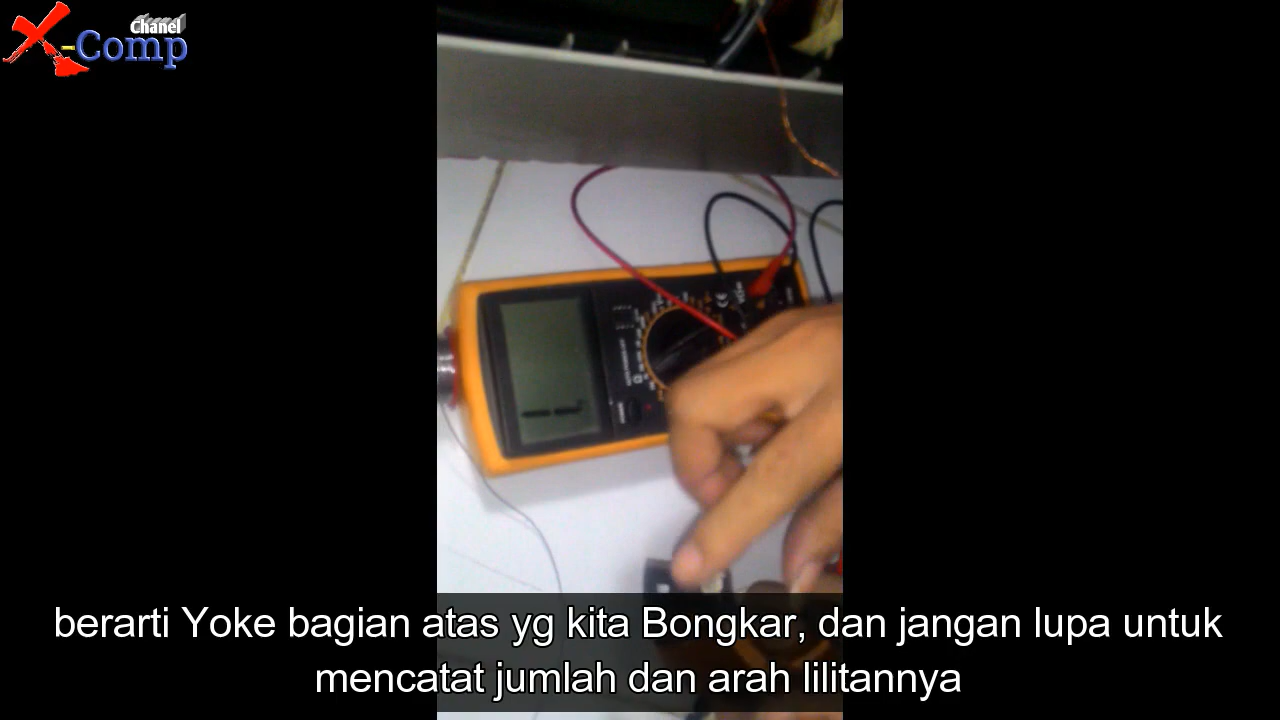 Chanel
X-Comp
berarti Yoke bagian atas yg kita Bongkar, dan jangan lupa untuk
mencatat jumlah dan arah lilitannya